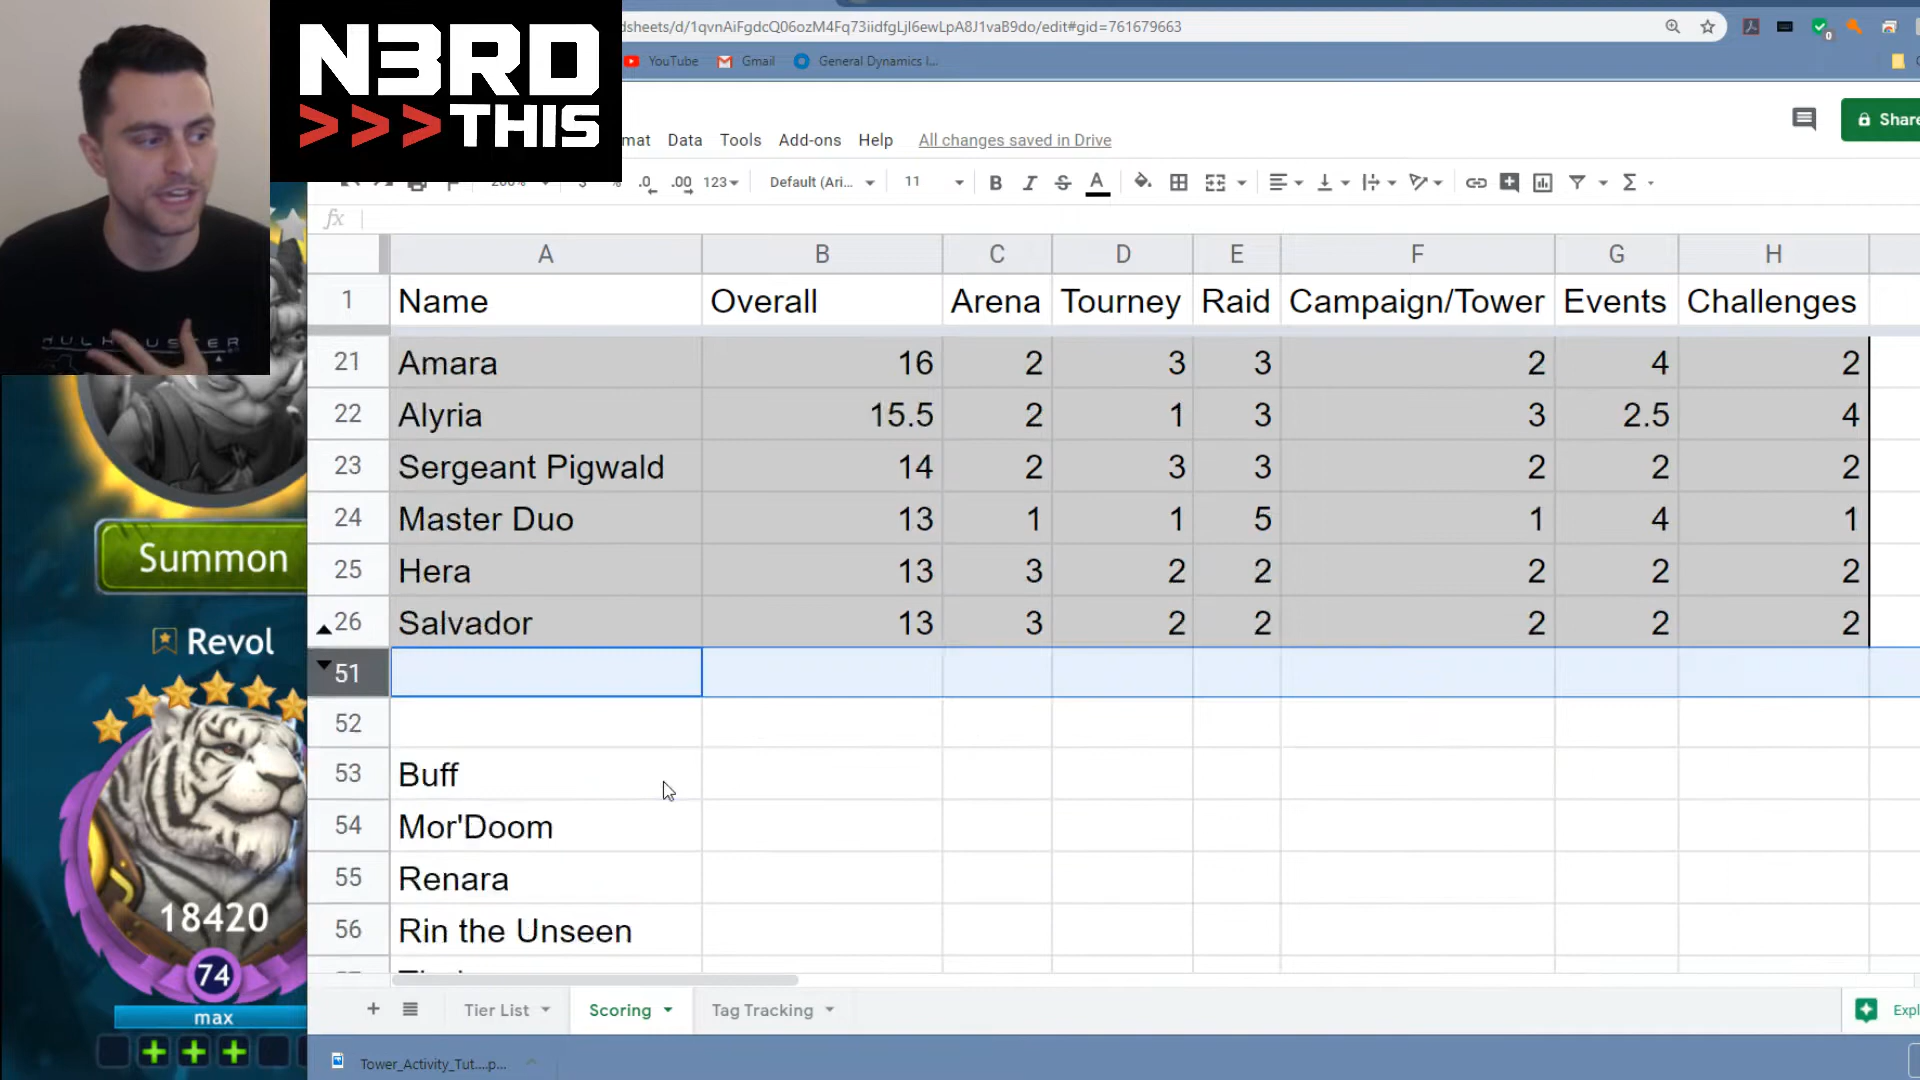 N3RD
>>> THIS
dsheets/d/1qvnAiFgdcQ06ozM4Fq73iidfgLjl6ewLpA8J1vaB9do/edit#gid=761679663
YouTube Gmail General Dynamics I...
mat Data Tools Add-ons Help All changes saved in Drive Share
.0 .00 123 Default (Ari... 11 B I S A Σ
fx
A B C D E F G H
1 Name Overall Arena Tourney Raid Campaign/Tower Events Challenges
21 Amara 16 2 3 3 2 4 2
22 Alyria 15.5 2 1 3 3 2.5 4
23 Sergeant Pigwald 14 2 3 3 2 2 2
24 Master Duo 13 1 1 5 1 4 1
25 Hera 13 3 2 2 2 2 2
26 Salvador 13 3 2 2 2 2 2
51
52
53 Buff
54 Mor'Doom
55 Renara
56 Rin the Unseen
Tier List Scoring Tag Tracking
Expl
Tower_Activity_Tut....p...
Summon
Revol
18420
74
max